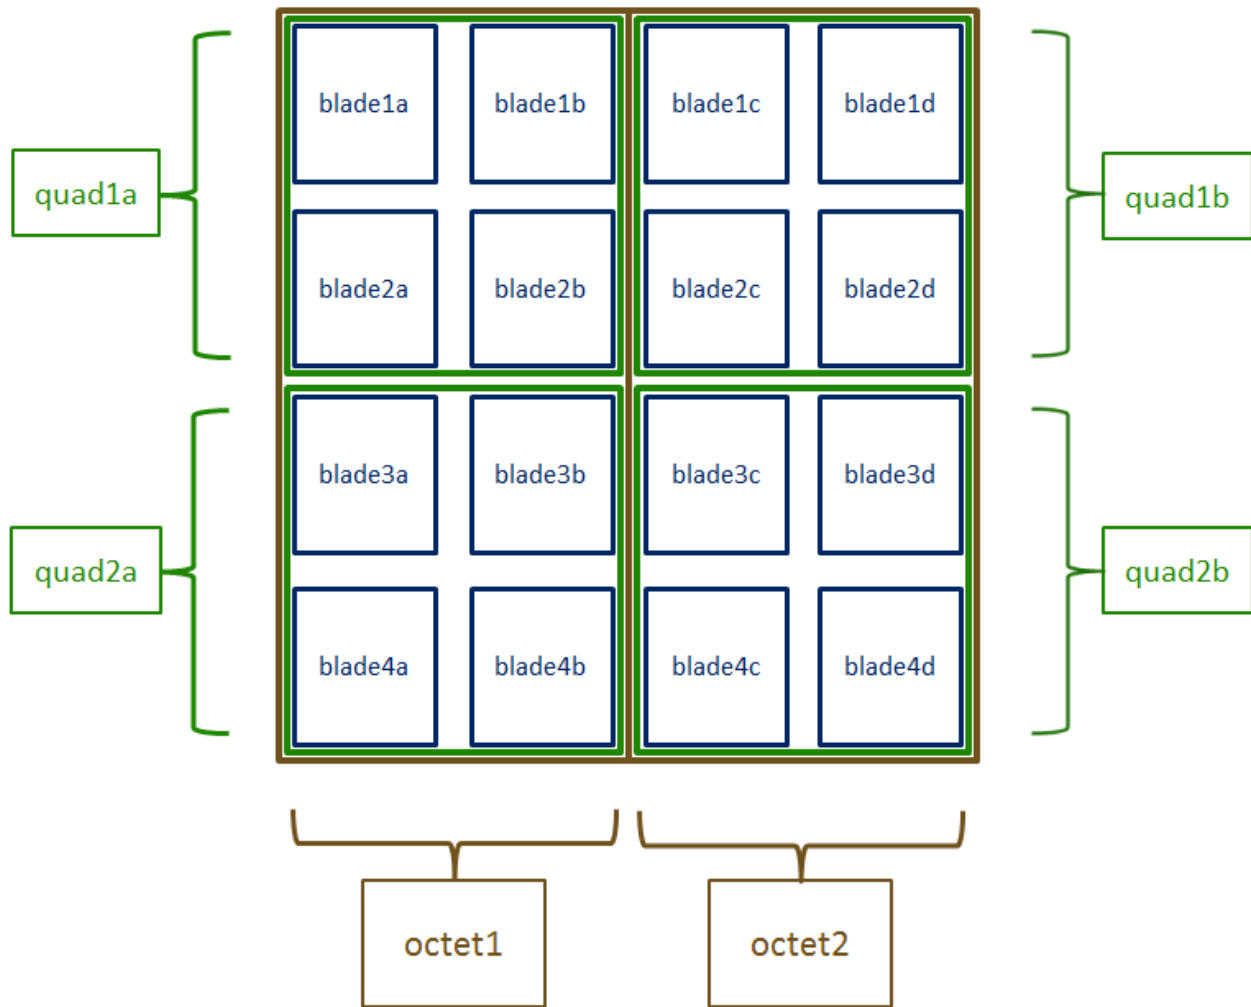 blade1a blade1b blade1c blade1d
quad1a quad1b
blade2a blade2b blade2c blade2d
blade3a blade3b blade3c blade3d
quad2a quad2b
blade4a blade4b blade4c blade4d
octet1 octet2